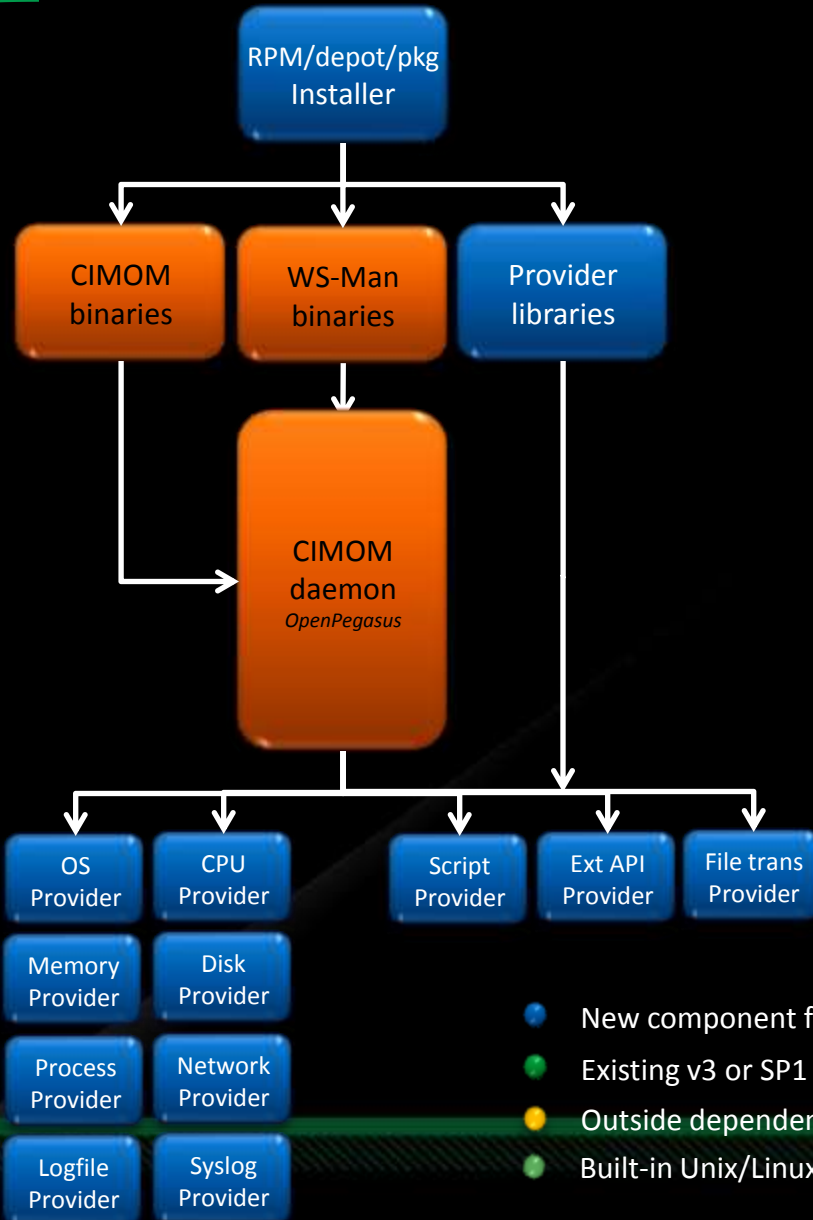 RPM/depot/pkg
Installer
CIMOM
binaries
WS-Man
binaries
Provider
libraries
CIMOM
daemon
OpenPegasus
OS
Provider
CPU
Provider
Script
Provider
Ext API
Provider
File trans
Provider
Memory
Provider
Disk
Provider
Process
Provider
Network
Provider
Logfile
Provider
Syslog
Provider
New component f
Existing v3 or SP1
Outside dependen
Built-in Unix/Linux